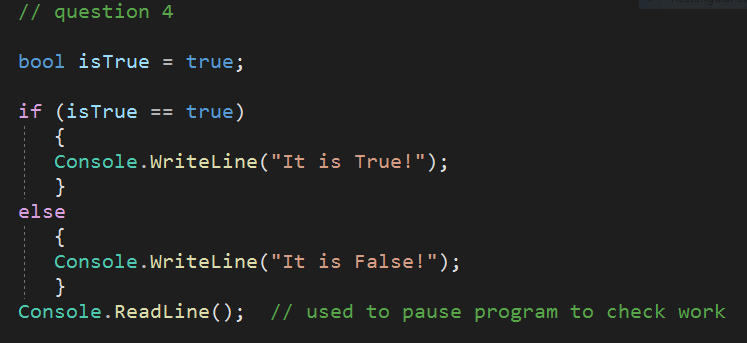 // question 4
bool isTrue = true;
if (isTrue == true)
{
Console.WriteLine("It is True!");
}
else
{
Console.WriteLine("It is False!");
}
Console.ReadLine();  // used to pause program to check work